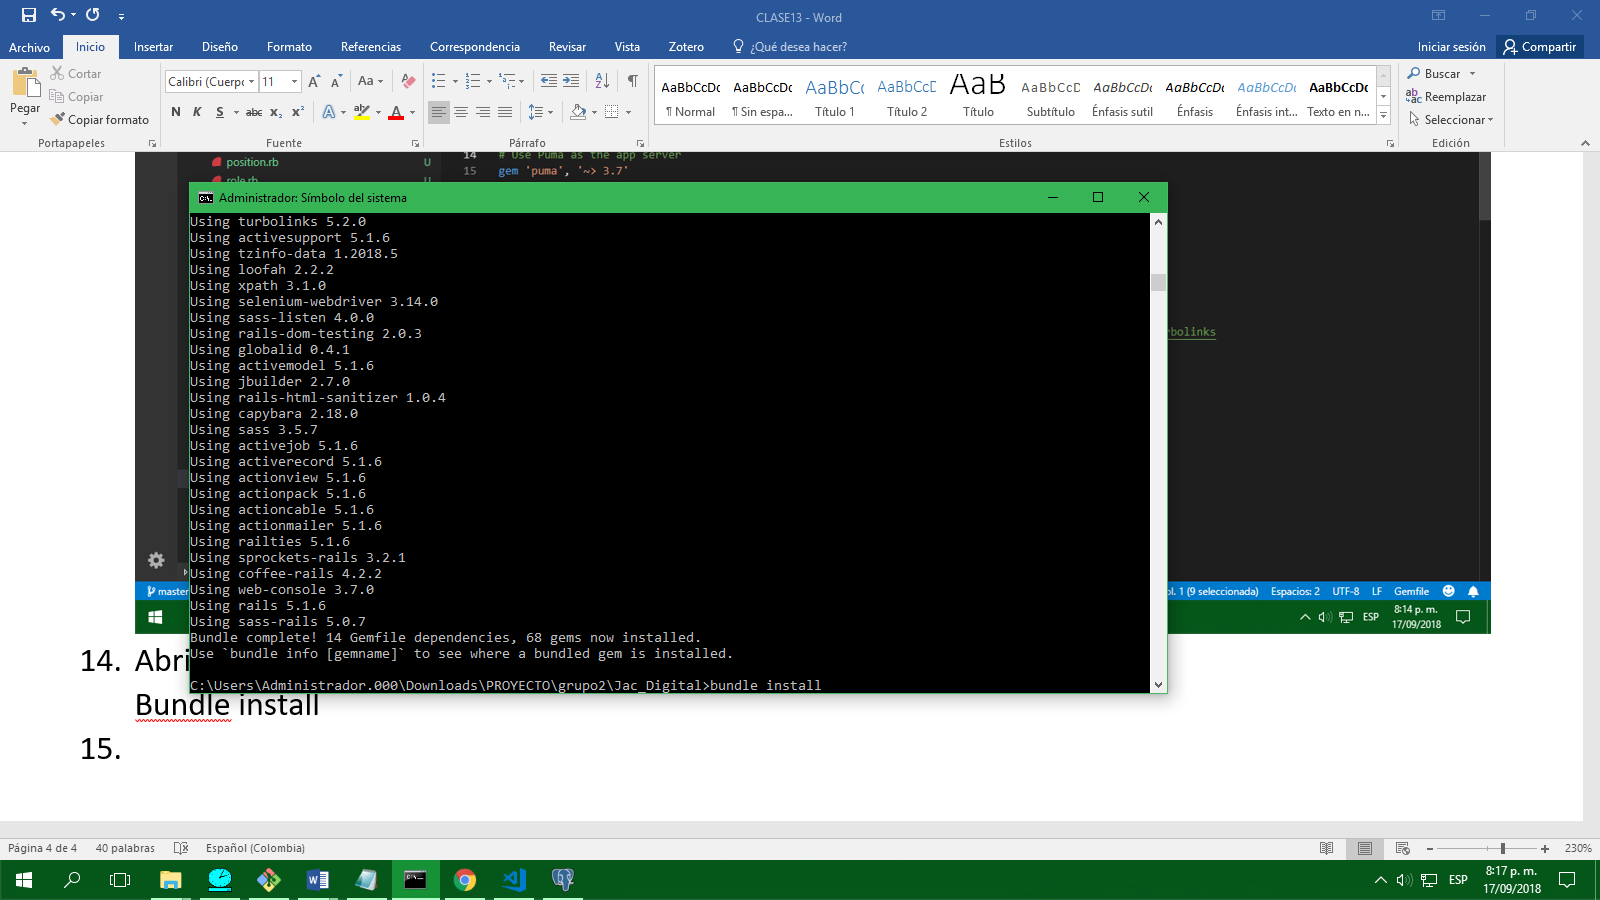 CLASE13 - Word
Archivo Inicio Insertar Diseño Formato Referencias Correspondencia Revisar Vista Zotero ¿Qué desea hacer? Iniciar sesión Compartir
Pegar
Cortar
Copiar
Copiar formato
Portapapeles
Calibri (Cuerpo 11
Aa
N K S abc x₂ x² A A
Fuente
Párrafo
AaBbCcDc AaBbCcDc AaBbCc AaBbCcD AaB AaBbCcD AaBbCcDc AaBbCcDc AaBbCcDc AaBbCcDc
¶ Normal ¶ Sin espa... Título 1 Título 2 Título Subtítulo Énfasis sutil Énfasis Énfasis int... Texto en n...
Estilos
Buscar
Reemplazar
Seleccionar
Edición
position.rb U
role.rb U
14 # Use Puma as the app server
15 gem 'puma', '~> 3.7'
rbolinks
Administrador: Símbolo del sistema
Using turbolinks 5.2.0
Using activesupport 5.1.6
Using tzinfo-data 1.2018.5
Using loofah 2.2.2
Using xpath 3.1.0
Using selenium-webdriver 3.14.0
Using sass-listen 4.0.0
Using rails-dom-testing 2.0.3
Using globalid 0.4.1
Using activemodel 5.1.6
Using jbuilder 2.7.0
Using rails-html-sanitizer 1.0.4
Using capybara 2.18.0
Using sass 3.5.7
Using activejob 5.1.6
Using activerecord 5.1.6
Using actionview 5.1.6
Using actionpack 5.1.6
Using actioncable 5.1.6
Using actionmailer 5.1.6
Using railties 5.1.6
Using sprockets-rails 3.2.1
Using coffee-rails 4.2.2
Using web-console 3.7.0
Using rails 5.1.6
Using sass-rails 5.0.7
Bundle complete! 14 Gemfile dependencies, 68 gems now installed.
Use `bundle info [gemname]` to see where a bundled gem is installed.
C:\Users\Administrador.000\Downloads\PROYECTO\grupo2\Jac_Digital>bundle install
master
ol. 1 (9 seleccionada) Espacios: 2 UTF-8 LF Gemfile
ESP 8:14 p. m.
17/09/2018
14. Abri
Bundle install
15.
Página 4 de 4 40 palabras Español (Colombia) 230%
ESP 8:17 p. m.
17/09/2018